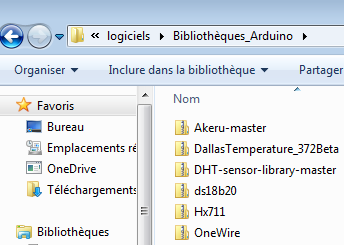 « logiciels ▸ Bibliothèques_Arduino ▸
Organiser ▾ Inclure dans la bibliothèque ▾ Partager
Favoris
Bureau
Emplacements ré
OneDrive
Téléchargements
Bibliothèques
Nom
Akeru-master
DallasTemperature_372Beta
DHT-sensor-library-master
ds18b20
Hx711
OneWire